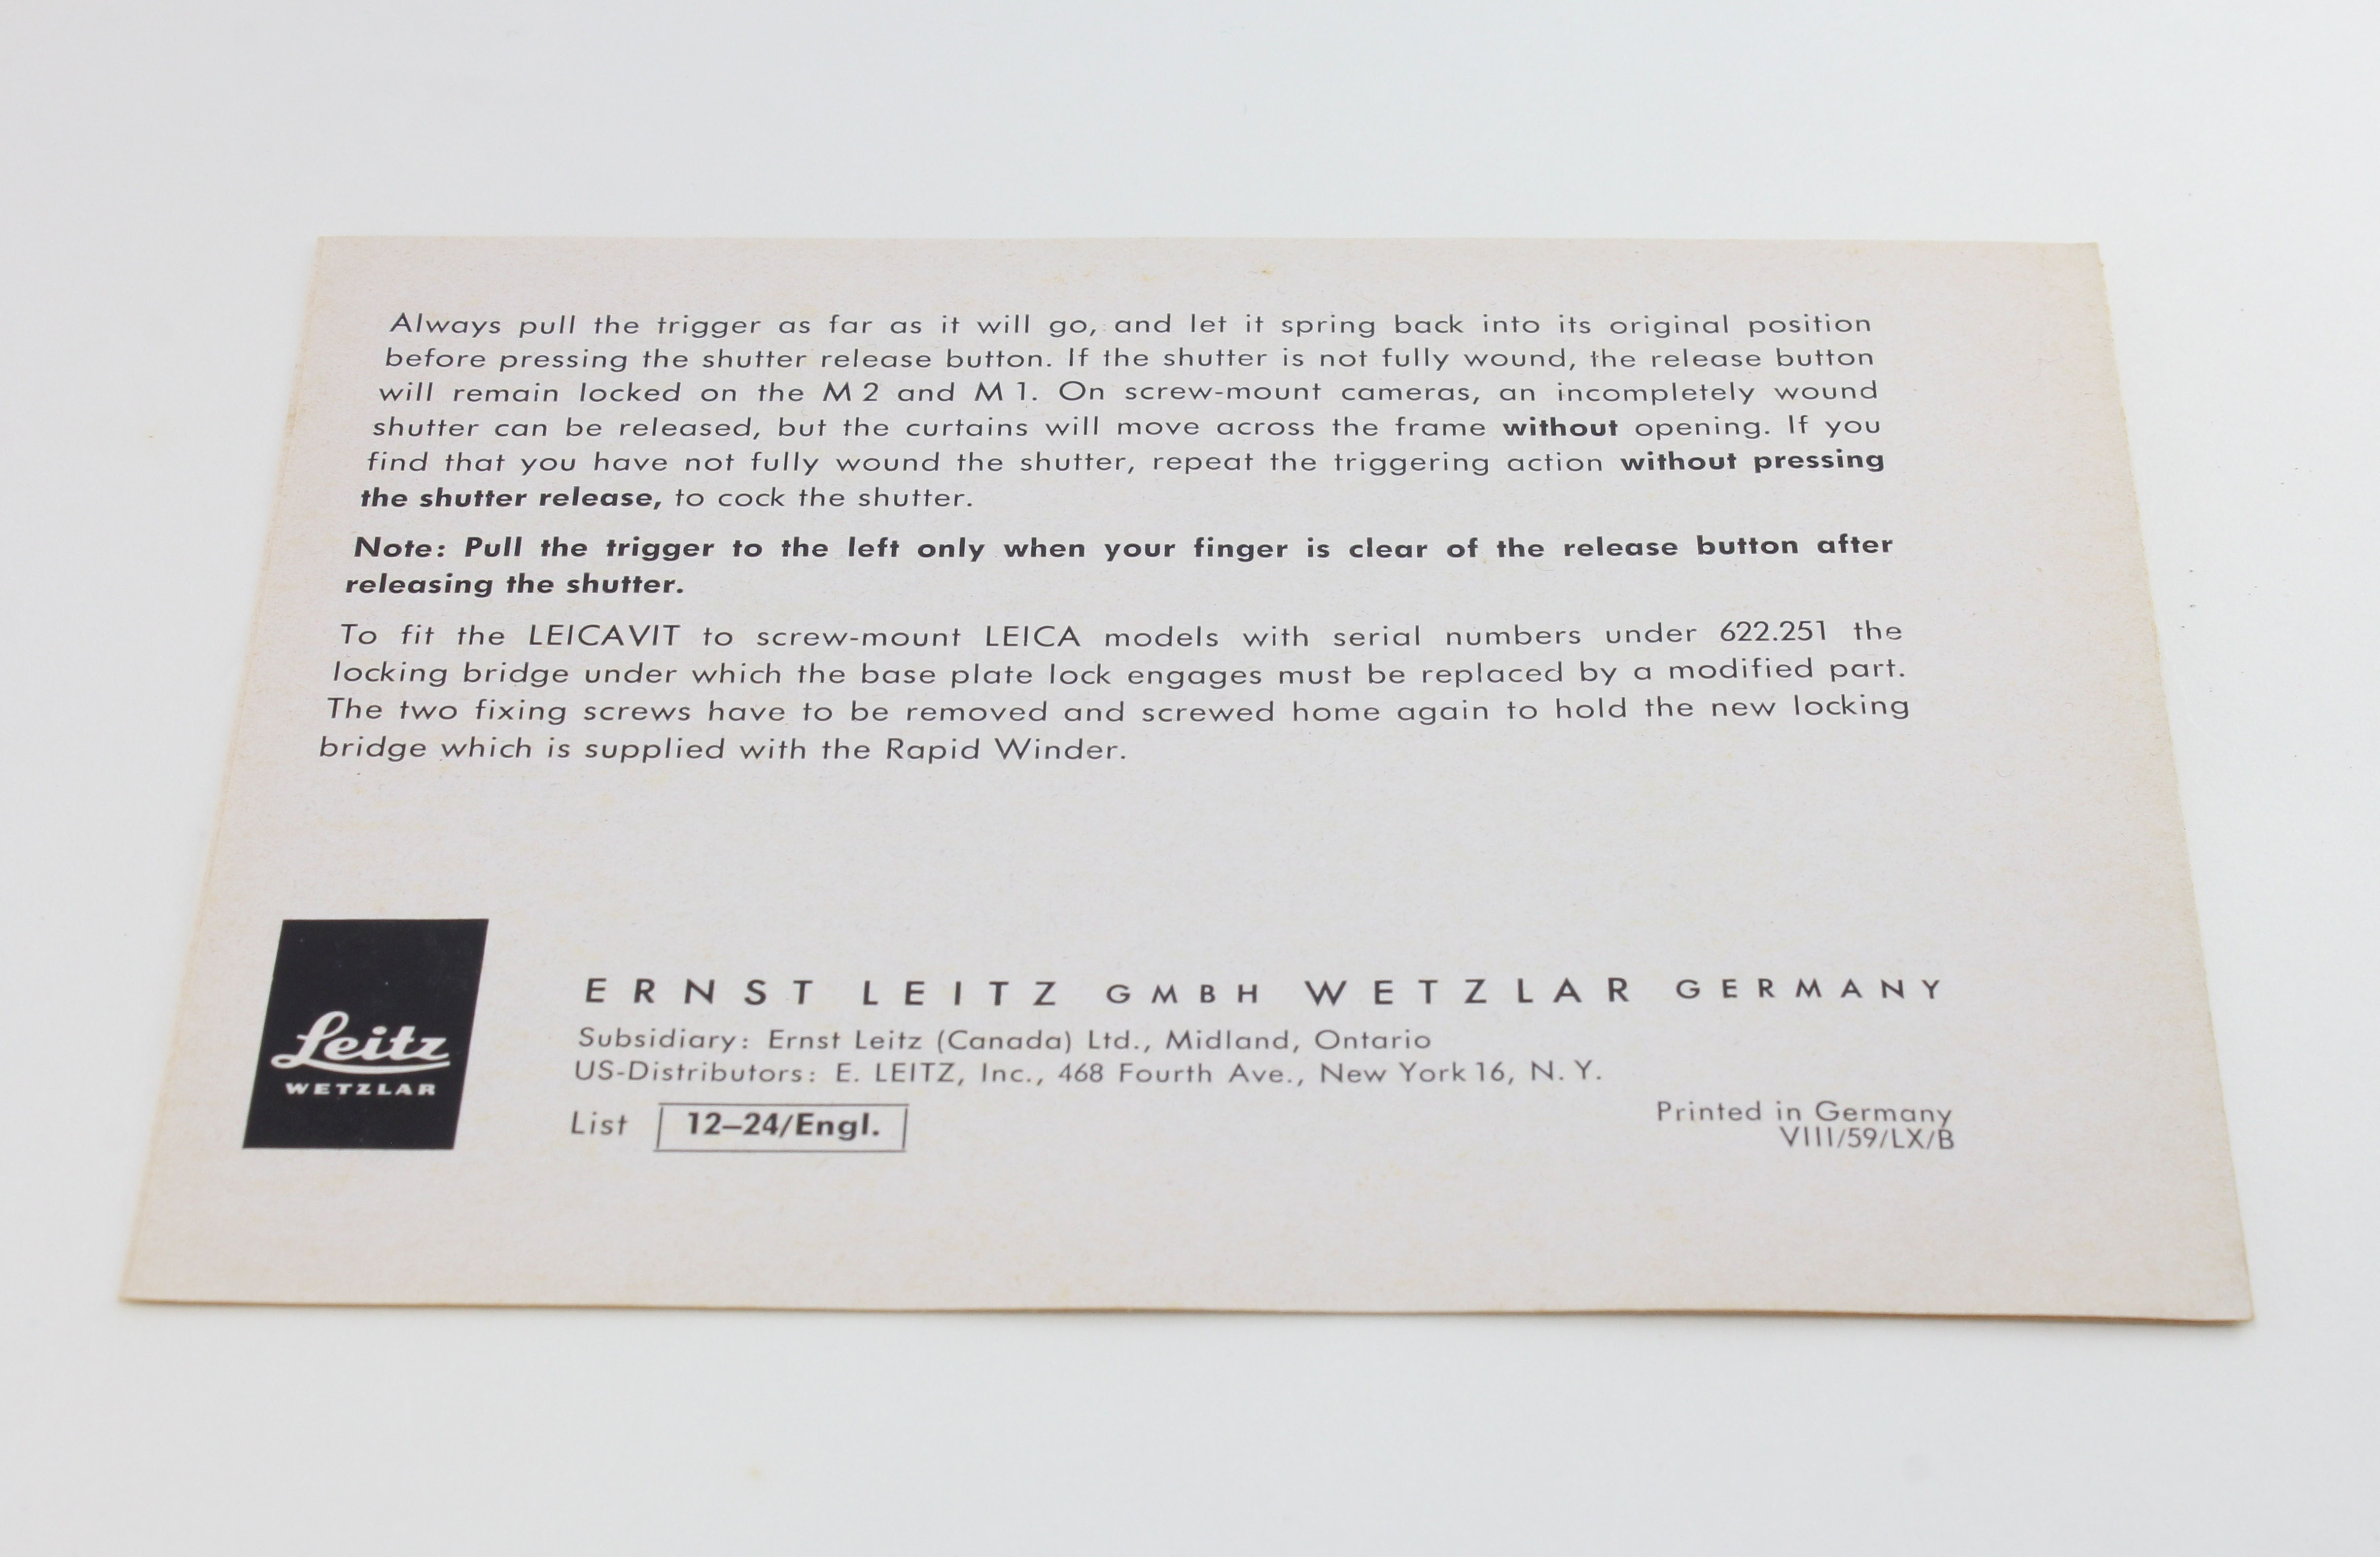 Always pull the trigger as far as it will go, and let it spring back into its original position
before pressing the shutter release button. If the shutter is not fully wound, the release button
will remain locked on the M 2 and M 1. On screw-mount cameras, an incompletely wound
shutter can be released, but the curtains will move across the frame without opening. If you
find that you have not fully wound the shutter, repeat the triggering action without pressing
the shutter release, to cock the shutter.
Note: Pull the trigger to the left only when your finger is clear of the release button after
releasing the shutter.
To fit the LEICAVIT to screw-mount LEICA models with serial numbers under 622.251 the
locking bridge under which the base plate lock engages must be replaced by a modified part.
The two fixing screws have to be removed and screwed home again to hold the new locking
bridge which is supplied with the Rapid Winder.
Leitz
WETZLAR
ERNST LEITZ GMBH WETZLAR GERMANY
Subsidiary: Ernst Leitz (Canada) Ltd., Midland, Ontario
US-Distributors: E. LEITZ, Inc., 468 Fourth Ave., New York 16, N. Y.
List 12–24/Engl.
Printed in Germany
VIII/59/LX/B